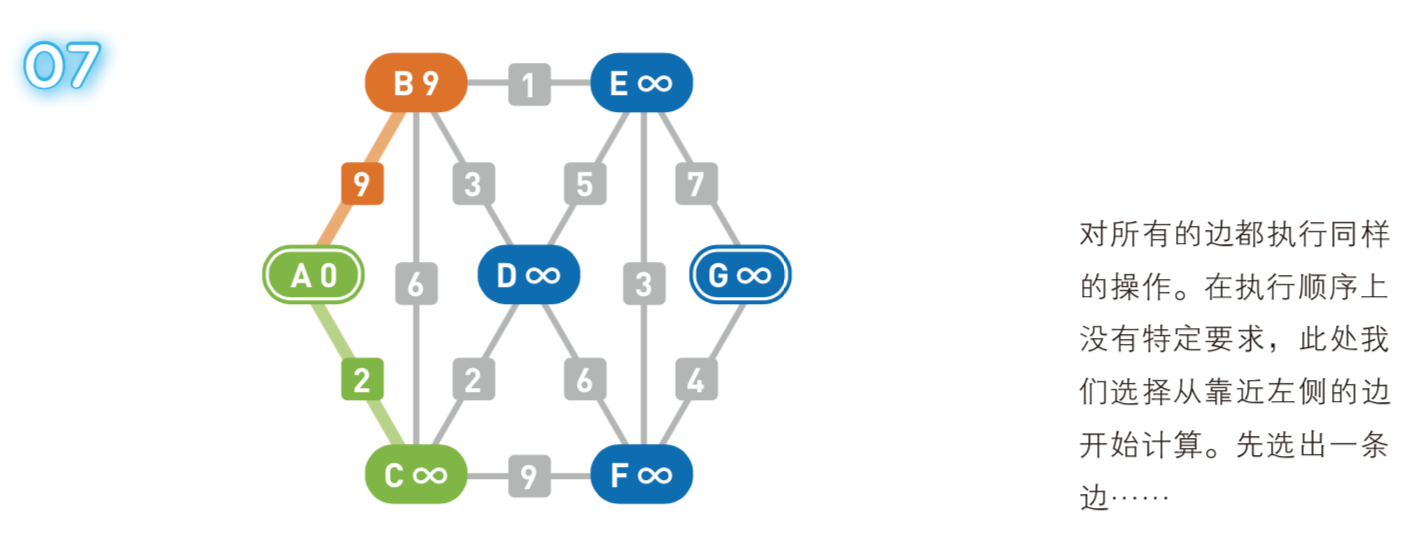 07
B 9
1
E ∞
9
3
5
7
A 0
6
D ∞
3
G ∞
2
2
6
4
C ∞
9
F ∞
对所有的边都执行同样
的操作。在执行顺序上
没有特定要求，此处我
们选择从靠近左侧的边
开始计算。先选出一条
边……